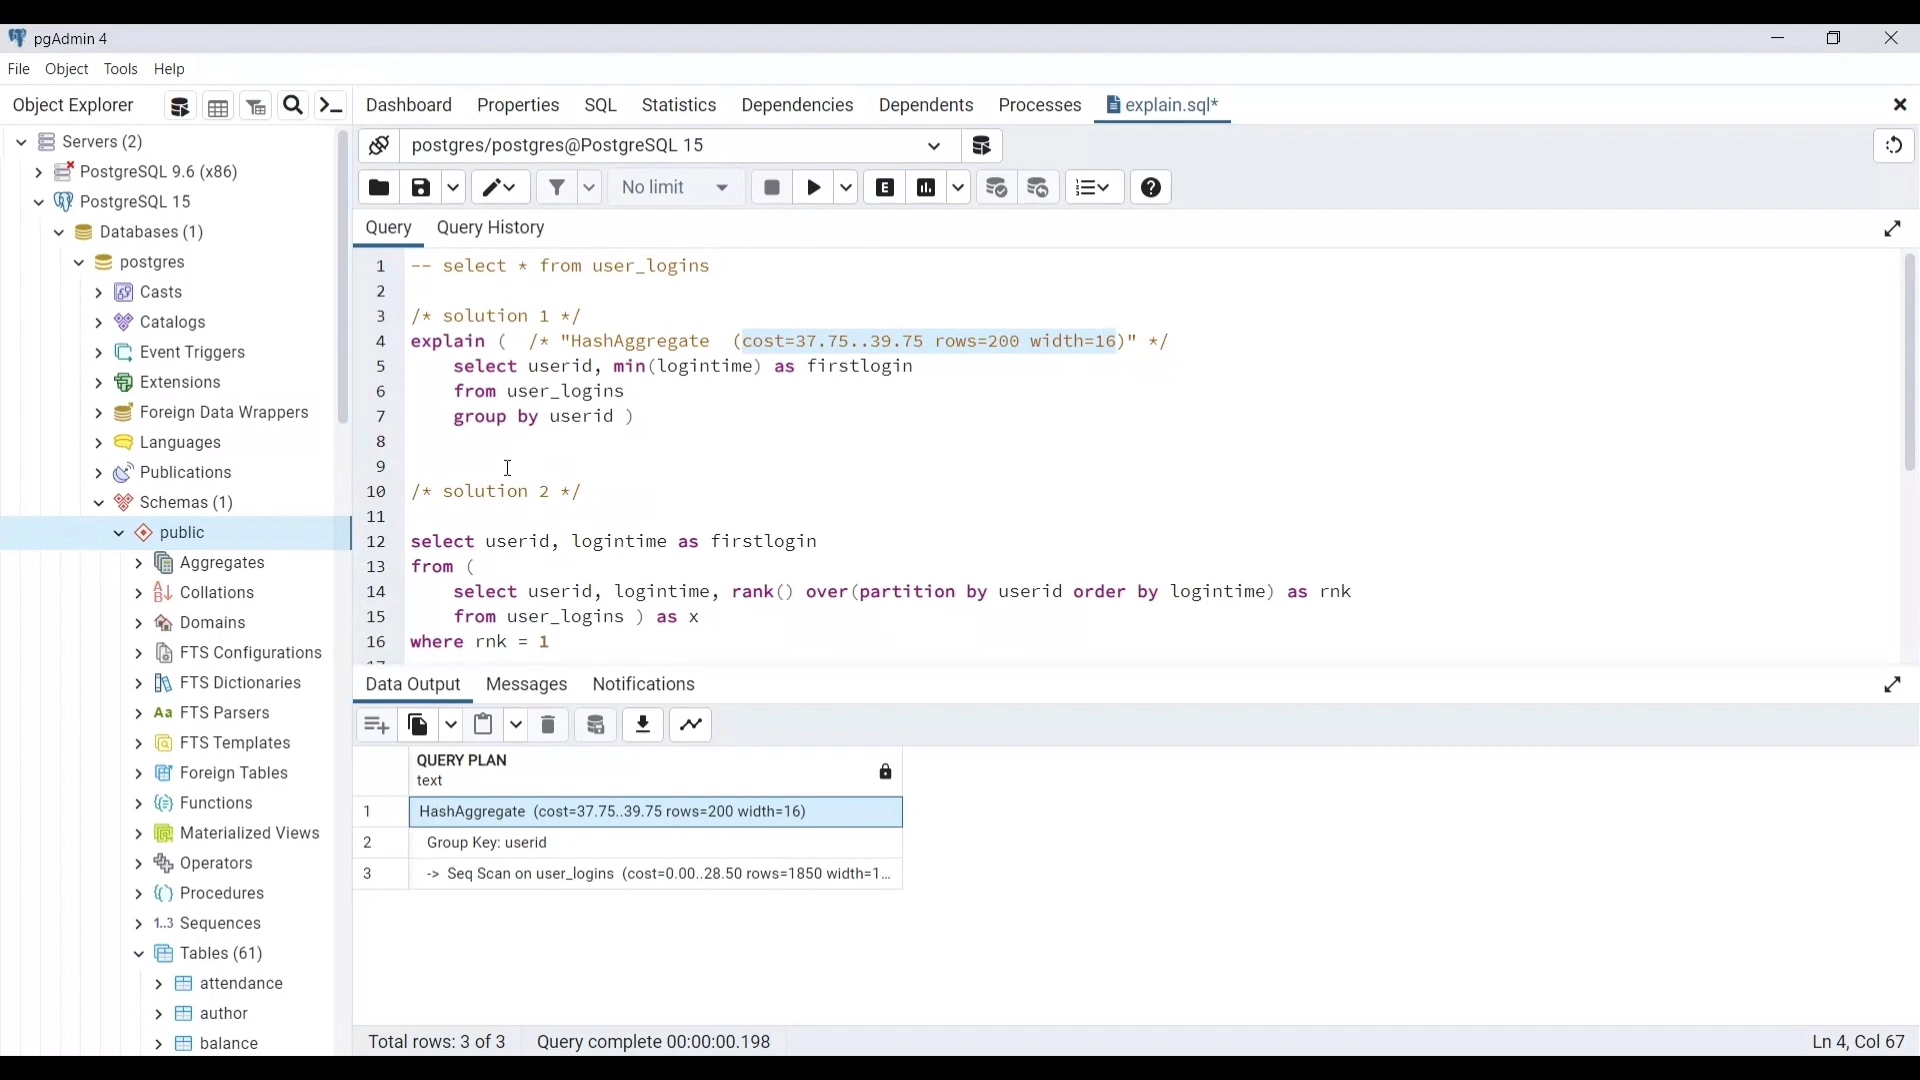 pgAdmin 4
File Object Tools Help
Object Explorer
Dashboard Properties SQL Statistics Dependencies Dependents Processes explain.sql*
Servers (2)
PostgreSQL 9.6 (x86)
PostgreSQL 15
Databases (1)
postgres
Casts
Catalogs
Event Triggers
Extensions
Foreign Data Wrappers
Languages
Publications
Schemas (1)
public
Aggregates
Collations
Domains
FTS Configurations
FTS Dictionaries
Aa FTS Parsers
FTS Templates
Foreign Tables
Functions
Materialized Views
Operators
Procedures
1..3 Sequences
Tables (61)
attendance
author
balance
postgres/postgres@PostgreSQL 15
No limit
E
Query Query History
1 -- select * from user_logins
2
3 /* solution 1 */
4 explain (  /* "HashAggregate  (cost=37.75..39.75 rows=200 width=16)" */
5 select userid, min(logintime) as firstlogin
6 from user_logins
7 group by userid )
8
9
10 /* solution 2 */
11
12 select userid, logintime as firstlogin
13 from (
14 select userid, logintime, rank() over(partition by userid order by logintime) as rnk
15 from user_logins ) as x
16 where rnk = 1
17
Data Output Messages Notifications
QUERY PLAN
text
1 HashAggregate (cost=37.75..39.75 rows=200 width=16)
2 Group Key: userid
3 -> Seq Scan on user_logins (cost=0.00..28.50 rows=1850 width=1...
Total rows: 3 of 3 Query complete 00:00:00.198 Ln 4, Col 67